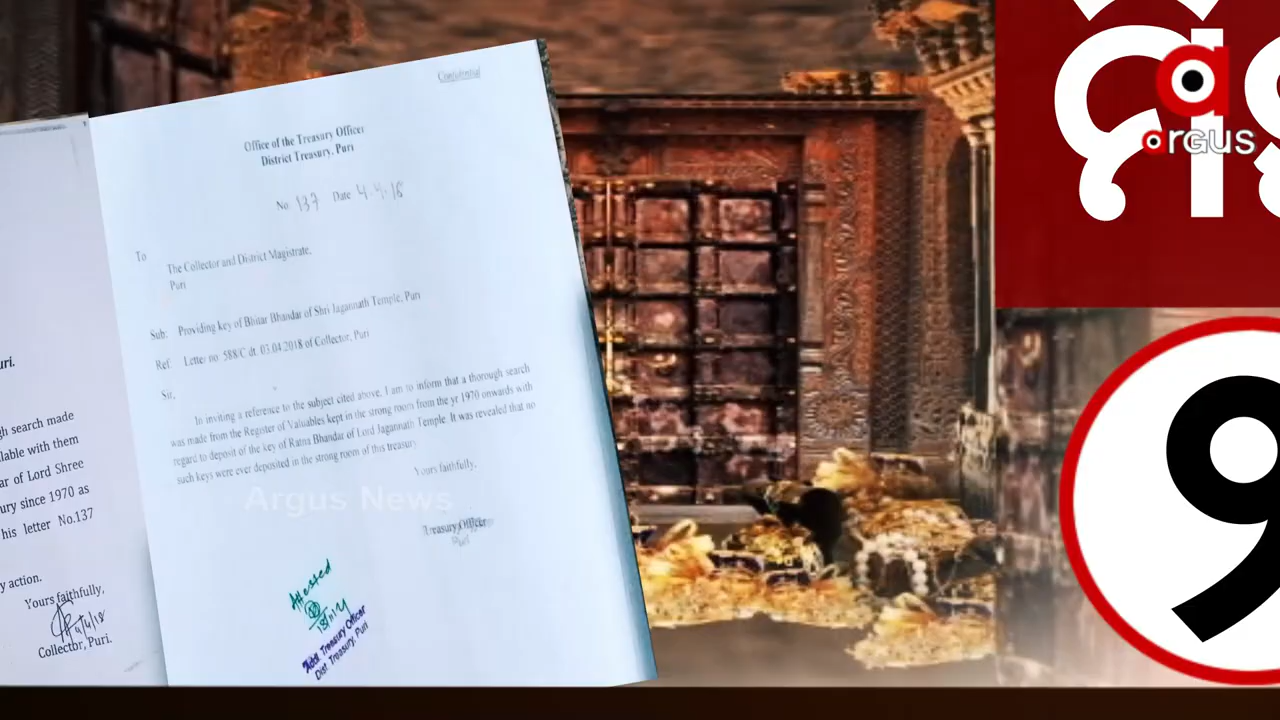 uri.
gh search made
ilable with them
ar of Lord Shree
ury since 1970 as
his letter No.137
y action.
Yours faithfully,
Collector, Puri.
Confidential
Office of the Treasury Officer
District Treasury, Puri
No. 137 Date 4.4.18
To
The Collector and District Magistrate,
Puri
Sub: Providing key of Bhitar Bhandar of Shri Jagannath Temple, Puri
Ref: Letter no. 588/C dt. 03.04.2018 of Collector, Puri
Sir,
In inviting a reference to the subject cited above, I am to inform that a thorough search
was made from the Register of Valuables kept in the strong room from the yr 1970 onwards with
regard to deposit of the key of Ratna Bhandar of Lord Jagannath Temple. It was revealed that no
such keys were ever deposited in the strong room of this treasury.
Yours faithfully,
Treasury Officer
Puri
Attested
Addl Treasury Officer
Dist Treasury, Puri
Argus News
argus
9